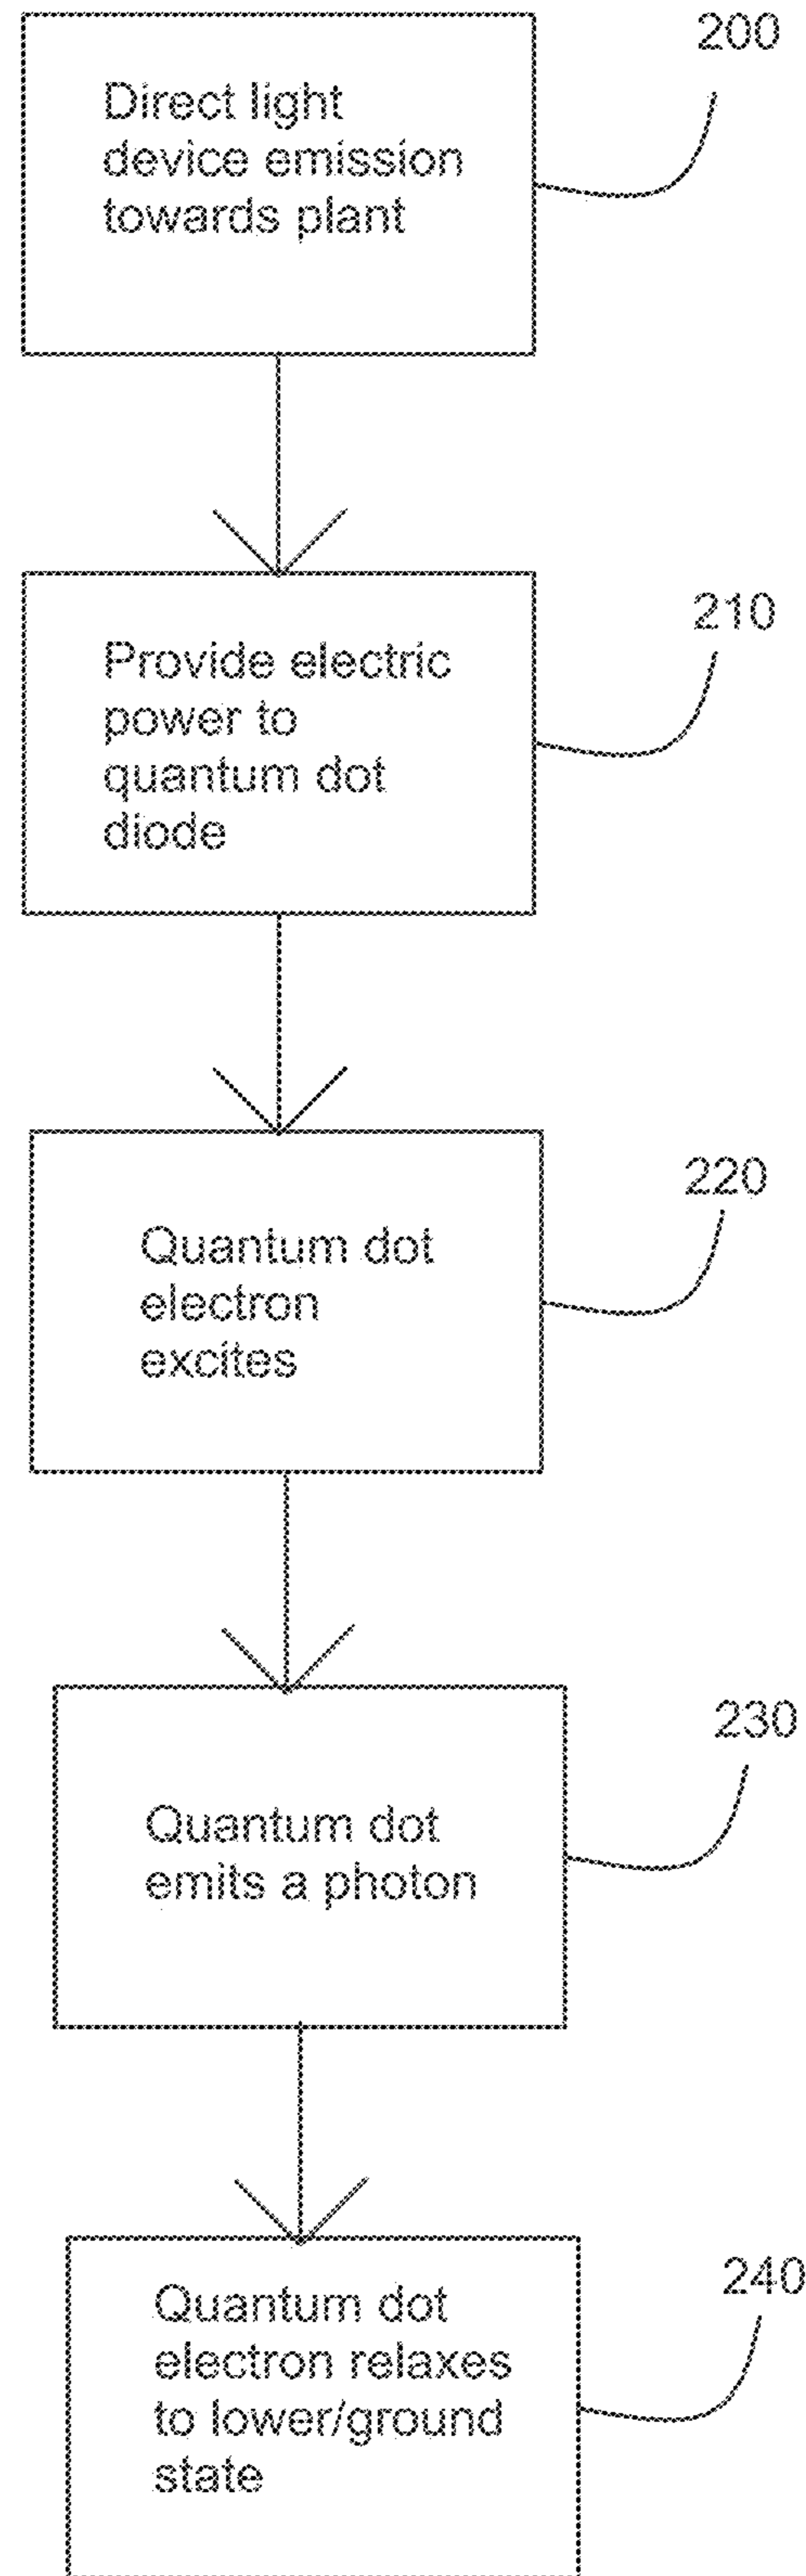 200
Direct light
device emission
towards plant
210
Provide electric
power to
quantum dot
diode
220
Quantum dot
electron
excites
230
Quantum dot
emits a photon
240
Quantum dot
electron relaxes
to lower/ground
state